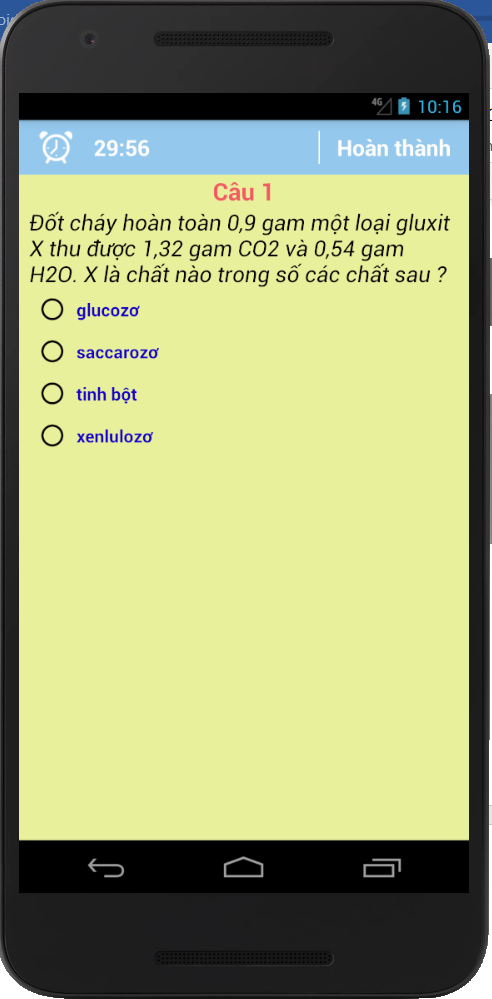 4G 10:16
29:56 Hoàn thành
Câu 1
Đốt cháy hoàn toàn 0,9 gam một loại gluxit
X thu được 1,32 gam CO2 và 0,54 gam
H2O. X là chất nào trong số các chất sau ?
glucozơ
saccarozơ
tinh bột
xenlulozơ